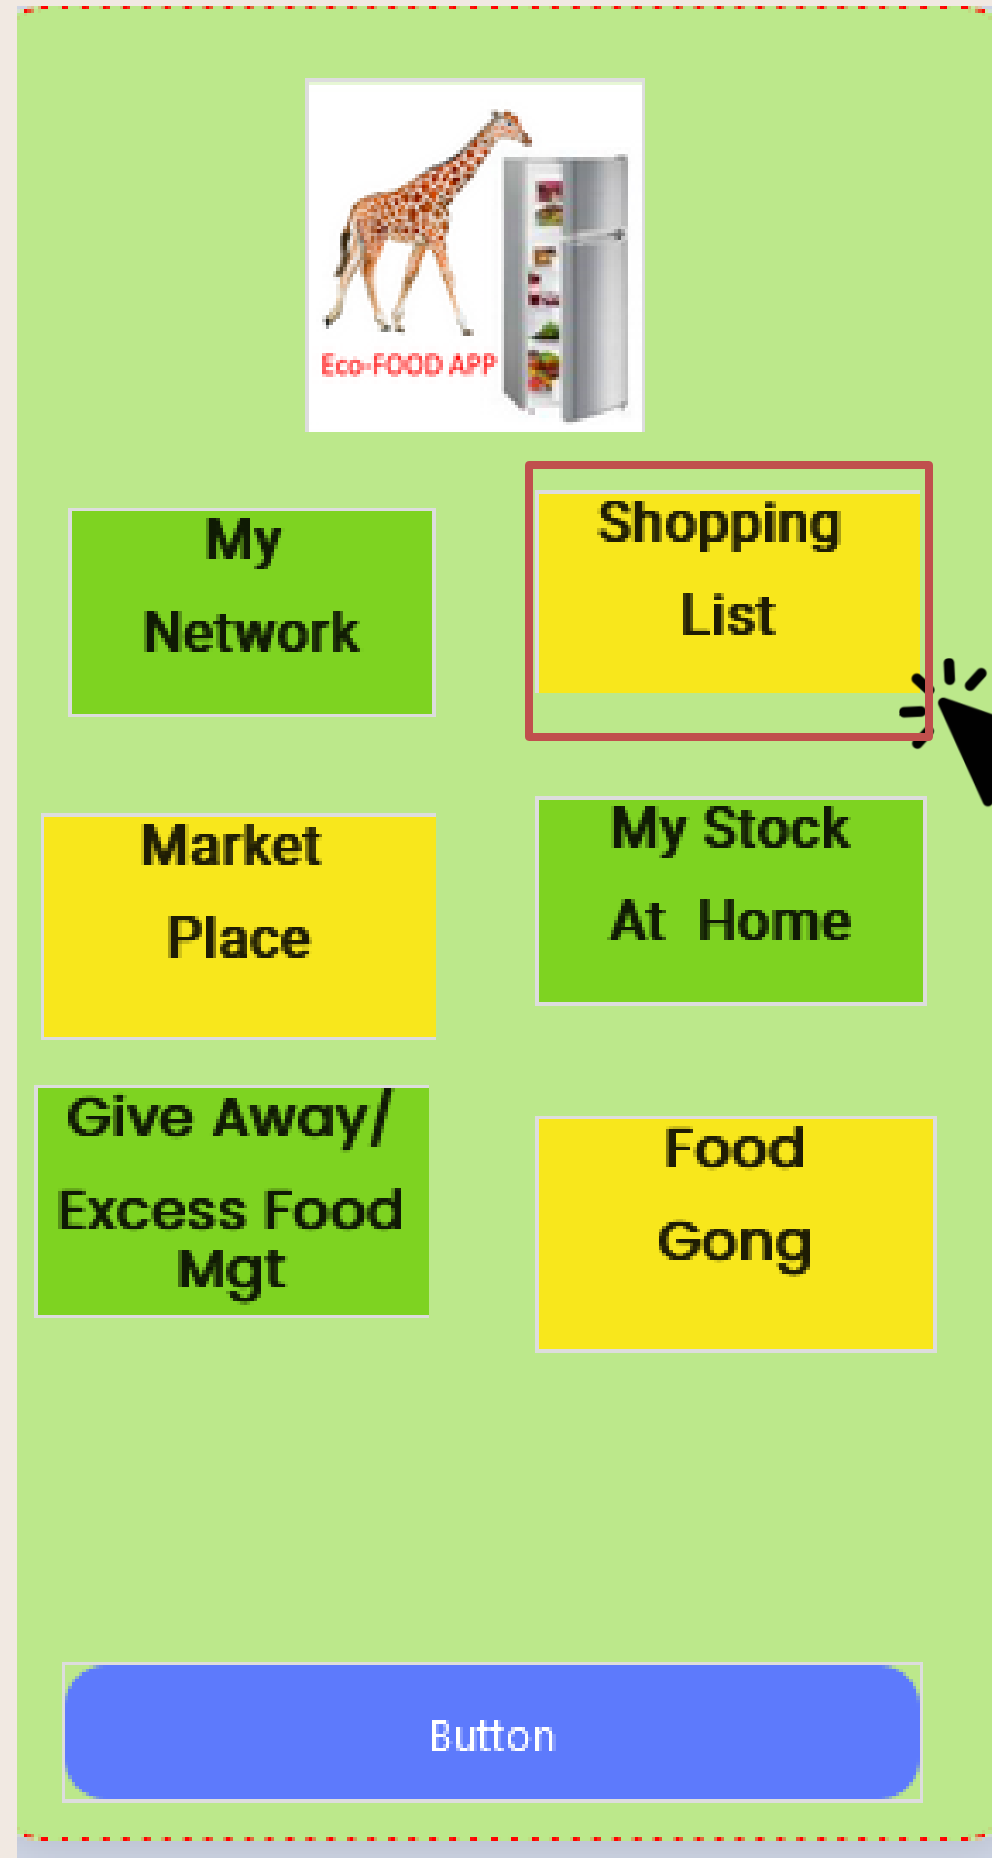 Eco-FOOD APP
My
Network
Shopping
List
Market
Place
My Stock
At Home
Give Away/
Excess Food
Mgt
Food
Gong
Button